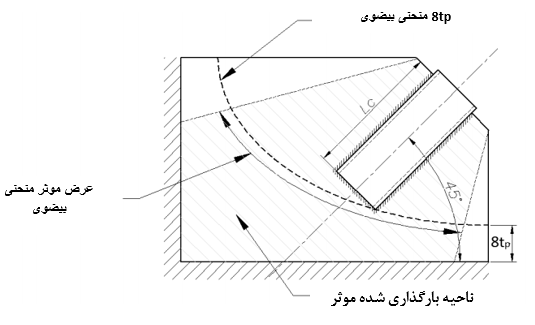 8tp منحنی بیضوی
Lc
عرض موثر منحنی
بیضوی
45°
8tp
ناحیه بارگذاری شده موثر